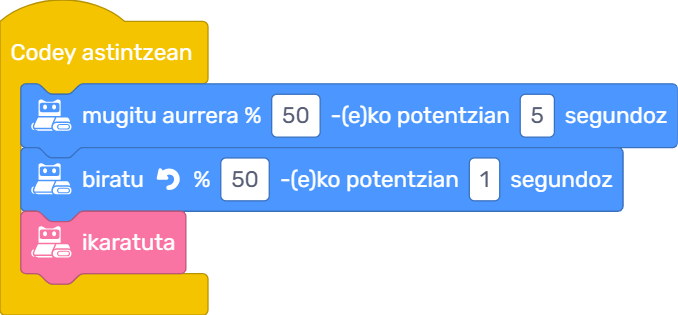 Codey astintzean
mugitu aurrera % 50 -(e)ko potentzian 5 segundoz
biratu % 50 -(e)ko potentzian 1 segundoz
ikaratuta